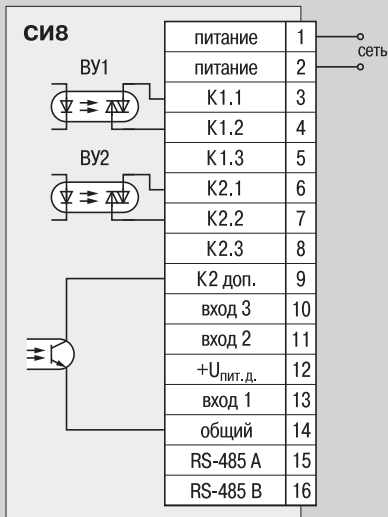 СИ8
питание 1
сеть
питание 2
ВУ1
К1.1 3
К1.2 4
К1.3 5
ВУ2
К2.1 6
К2.2 7
К2.3 8
К2 доп. 9
вход 3 10
вход 2 11
+Uпит.д. 12
вход 1 13
общий 14
RS-485 A 15
RS-485 B 16